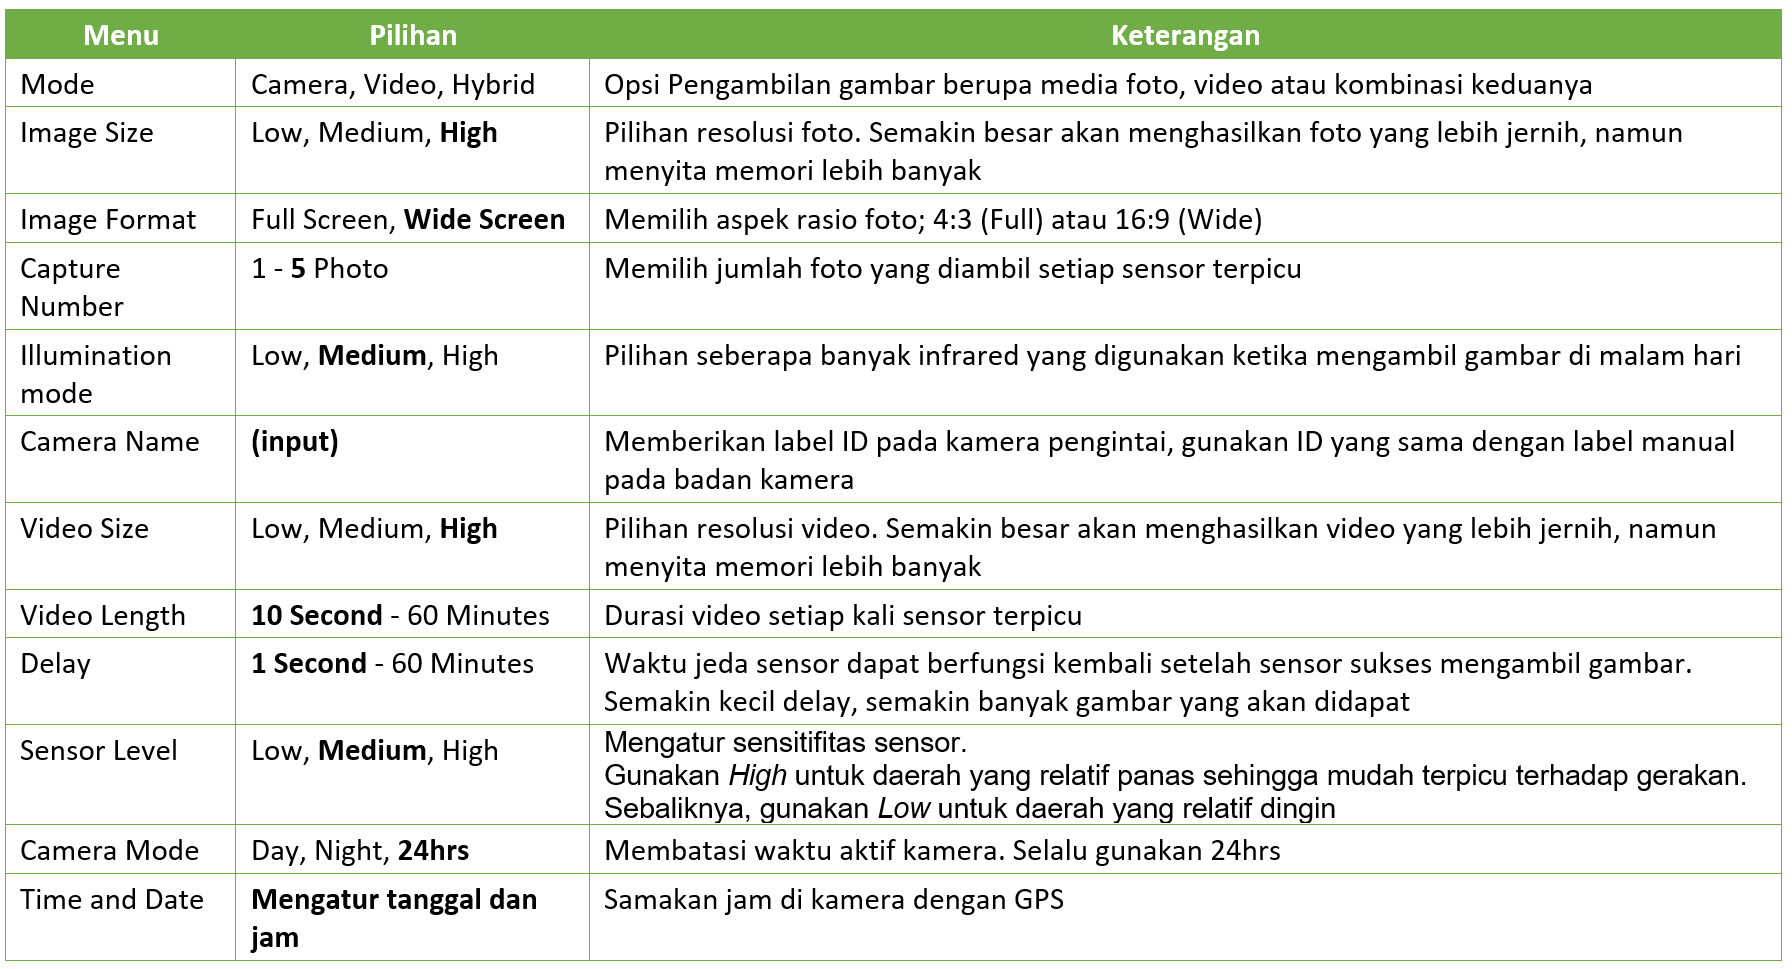 Menu Pilihan Keterangan
Mode Camera, Video, Hybrid Opsi Pengambilan gambar berupa media foto, video atau kombinasi keduanya
Image Size Low, Medium, High Pilihan resolusi foto. Semakin besar akan menghasilkan foto yang lebih jernih, namun
menyita memori lebih banyak
Image Format Full Screen, Wide Screen Memilih aspek rasio foto; 4:3 (Full) atau 16:9 (Wide)
Capture 1 - 5 Photo Memilih jumlah foto yang diambil setiap sensor terpicu
Number
Illumination Low, Medium, High Pilihan seberapa banyak infrared yang digunakan ketika mengambil gambar di malam hari
mode
Camera Name (input) Memberikan label ID pada kamera pengintai, gunakan ID yang sama dengan label manual
pada badan kamera
Video Size Low, Medium, High Pilihan resolusi video. Semakin besar akan menghasilkan video yang lebih jernih, namun
menyita memori lebih banyak
Video Length 10 Second - 60 Minutes Durasi video setiap kali sensor terpicu
Delay 1 Second - 60 Minutes Waktu jeda sensor dapat berfungsi kembali setelah sensor sukses mengambil gambar.
Semakin kecil delay, semakin banyak gambar yang akan didapat
Sensor Level Low, Medium, High Mengatur sensitifitas sensor.
Gunakan High untuk daerah yang relatif panas sehingga mudah terpicu terhadap gerakan.
Sebaliknya, gunakan Low untuk daerah yang relatif dingin
Camera Mode Day, Night, 24hrs Membatasi waktu aktif kamera. Selalu gunakan 24hrs
Time and Date Mengatur tanggal dan Samakan jam di kamera dengan GPS
jam